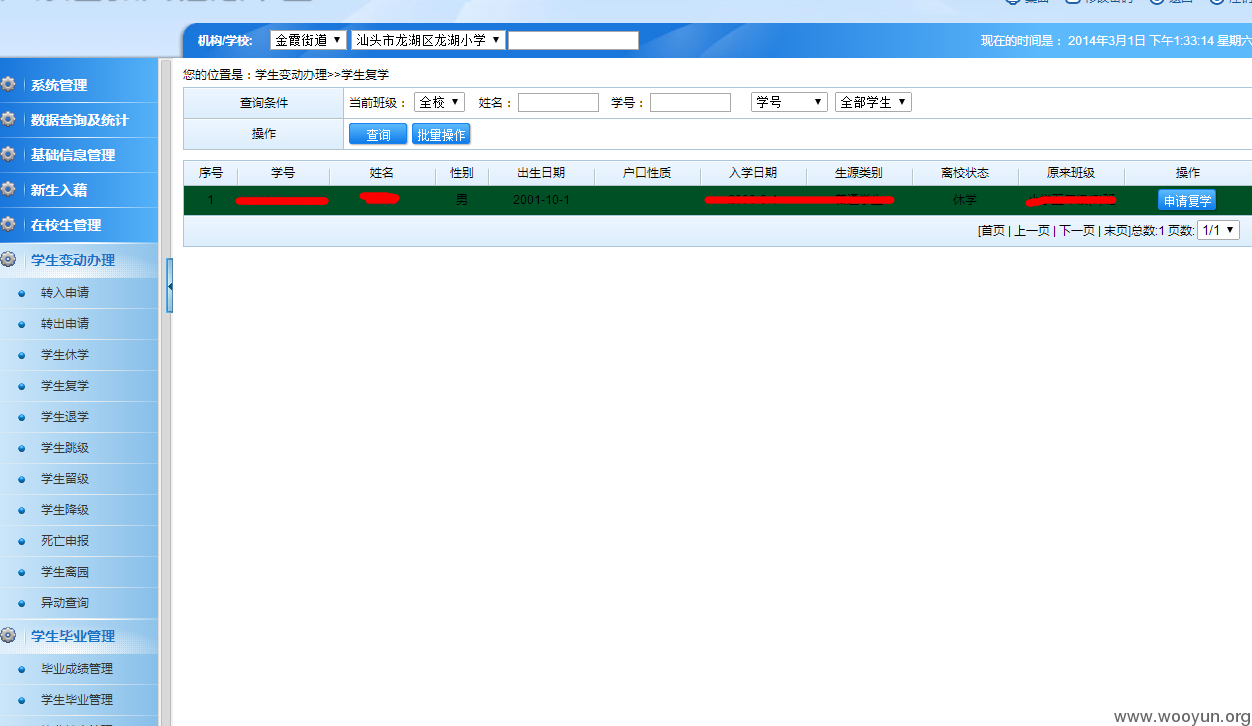 机构/学校: 金霞街道 汕头市龙湖区龙湖小学 现在的时间是： 2014年3月1日 下午1:33:14 星期六
您的位置是：学生变动办理>>学生复学
查询条件 当前班级： 全校 姓名： 学号： 学号 全部学生
操作 查询 批量操作
序号 学号 姓名 性别 出生日期 户口性质 入学日期 生源类别 离校状态 原来班级 操作
1 男 2001-10-1 休学 申请复学
[首页 | 上一页 | 下一页 | 末页]总数:1 页数: 1/1
系统管理
数据查询及统计
基础信息管理
新生入籍
在校生管理
学生变动办理
转入申请
转出申请
学生休学
学生复学
学生退学
学生跳级
学生留级
学生降级
死亡申报
学生离园
异动查询
学生毕业管理
毕业成绩管理
学生毕业管理
www.wooyun.org